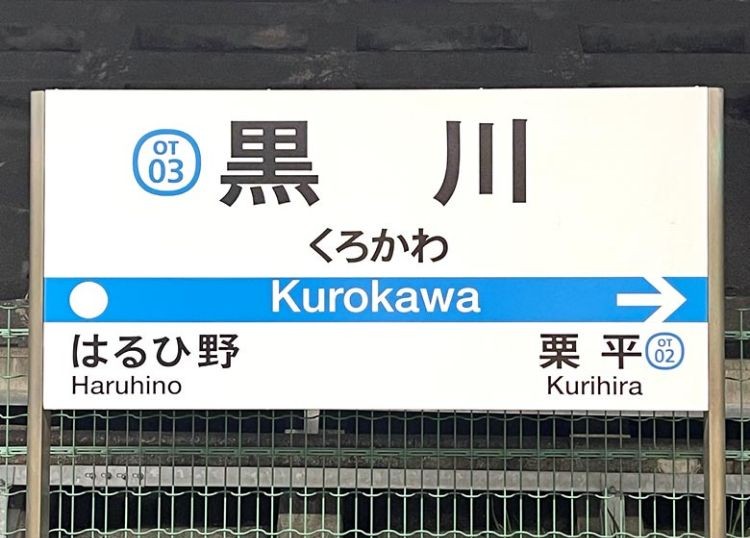 OT
03
黒川
くろかわ
Kurokawa
はるひ野
Haruhino
栗平
OT
02
Kurihira